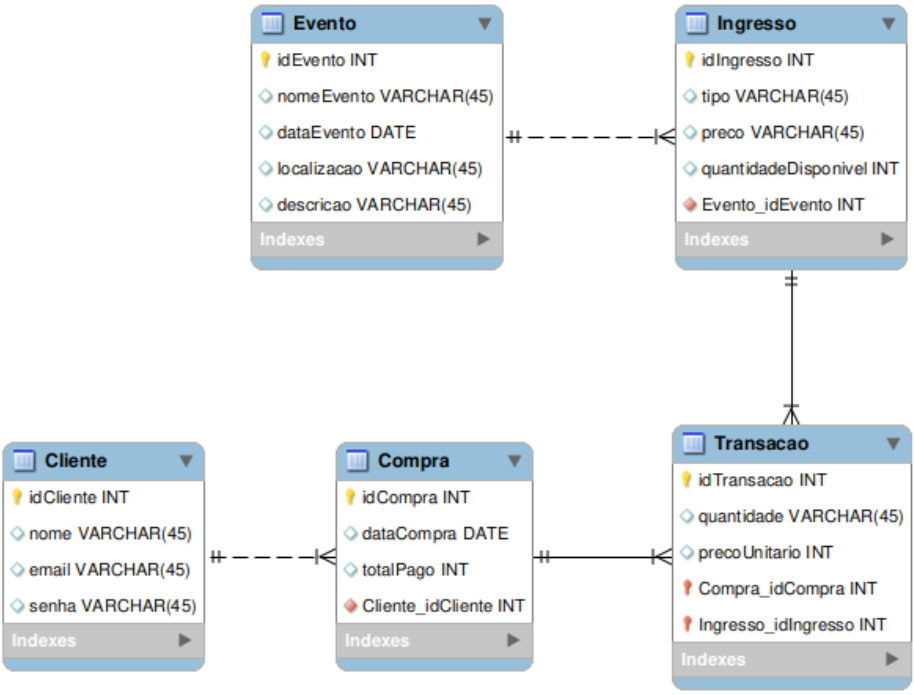 Evento
idEvento INT
nomeEvento VARCHAR(45)
dataEvento DATE
localizacao VARCHAR(45)
descricao VARCHAR(45)
Indexes
Ingresso
idIngresso INT
tipo VARCHAR(45)
preco VARCHAR(45)
quantidadeDisponivel INT
Evento_idEvento INT
Indexes
Cliente
idCliente INT
nome VARCHAR(45)
email VARCHAR(45)
senha VARCHAR(45)
Indexes
Compra
idCompra INT
dataCompra DATE
totalPago INT
Cliente_idCliente INT
Indexes
Transacao
idTransacao INT
quantidade VARCHAR(45)
precoUnitario INT
Compra_idCompra INT
Ingresso_idIngresso INT
Indexes